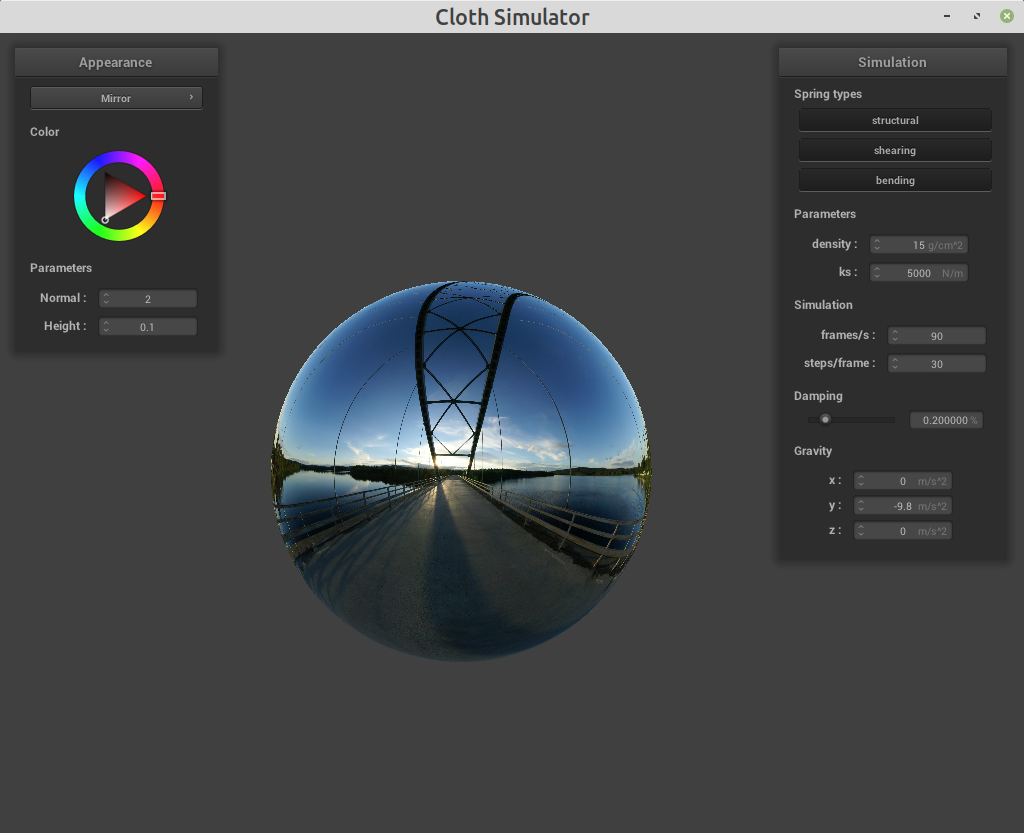 Cloth Simulator
Appearance
Mirror
Color
Parameters
Normal : 2
Height : 0.1
Simulation
Spring types
structural
shearing
bending
Parameters
density : 15 g/cm^2
ks : 5000 N/m
Simulation
frames/s : 90
steps/frame : 30
Damping
0.200000 %
Gravity
x : 0 m/s^2
y : -9.8 m/s^2
z : 0 m/s^2